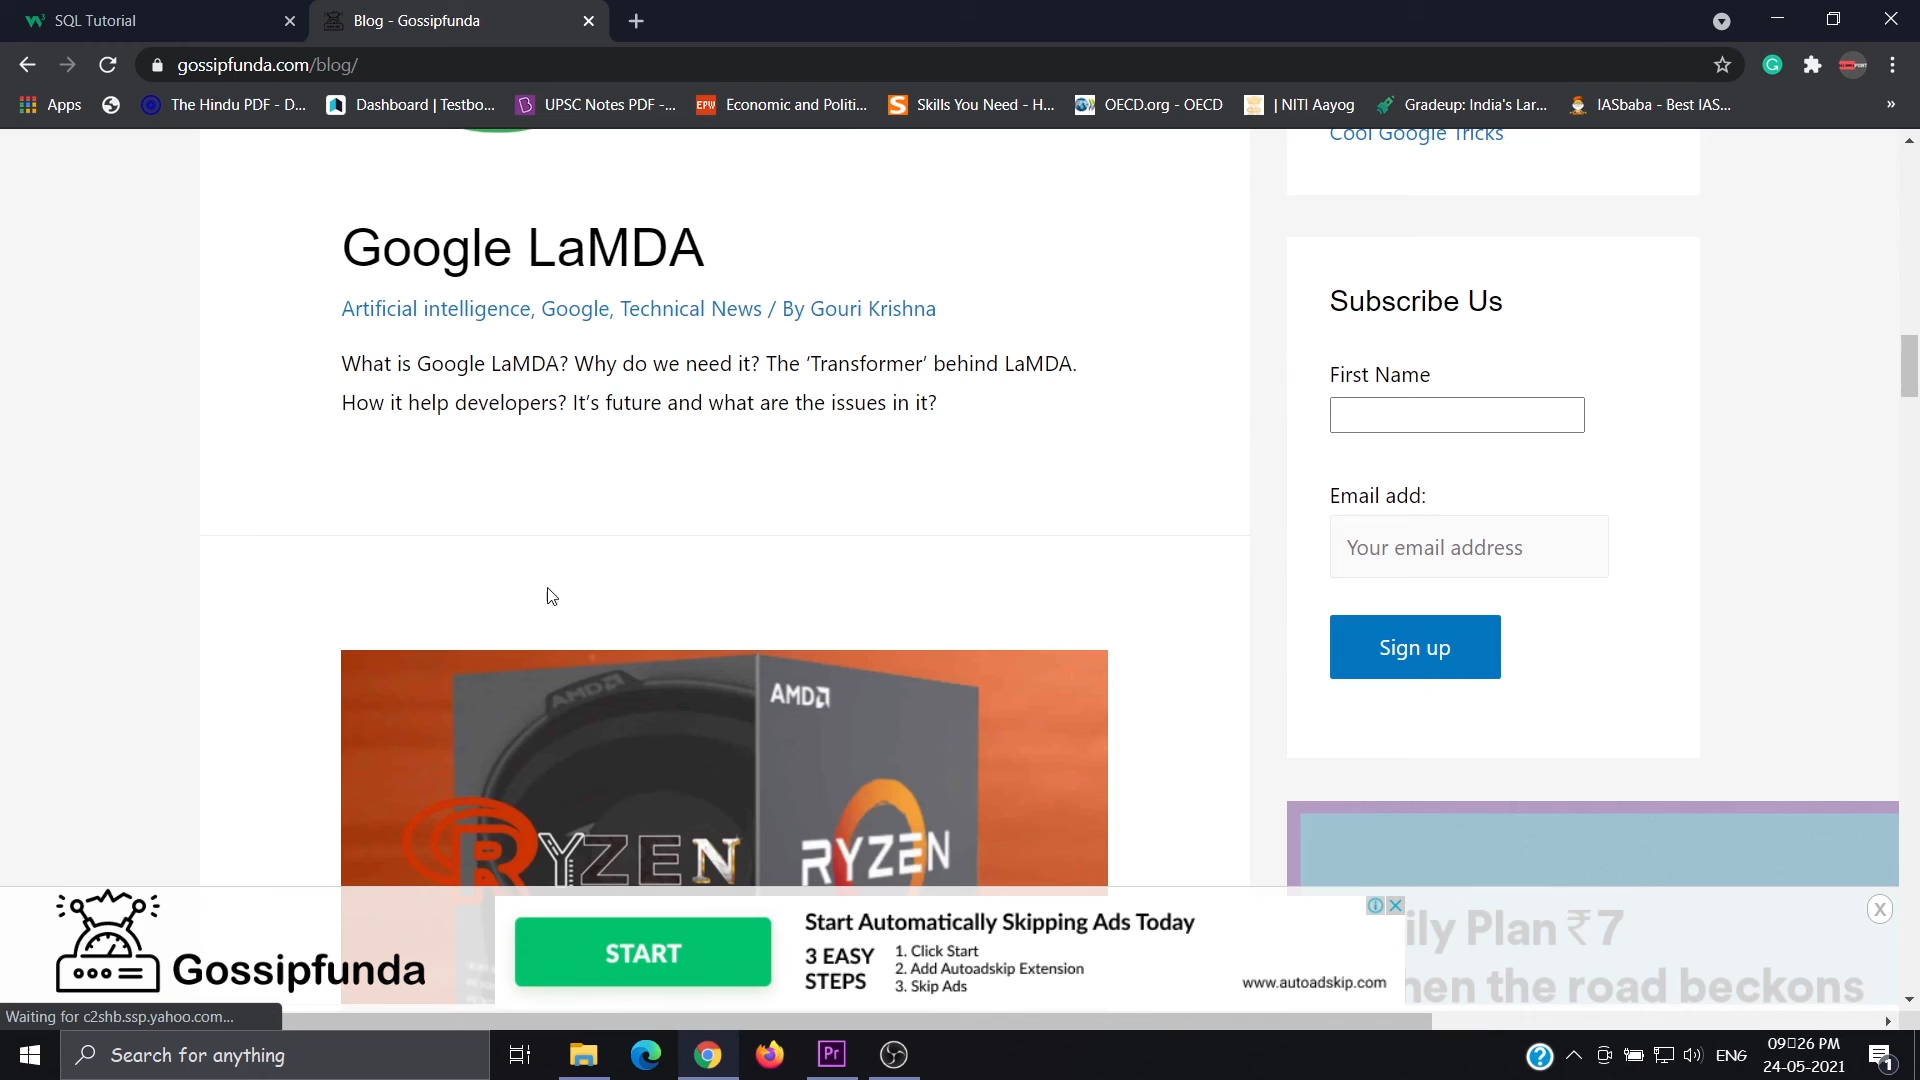 SQL Tutorial
Blog - Gossipfunda
gossipfunda.com/blog/
Apps
The Hindu PDF - D...
Dashboard | Testbo...
UPSC Notes PDF -...
EPW
Economic and Politi...
Skills You Need - H...
OECD.org - OECD
| NITI Aayog
Gradeup: India's Lar...
IASbaba - Best IAS...
»
Cool Google Tricks
Google LaMDA
Artificial intelligence, Google, Technical News / By Gouri Krishna
What is Google LaMDA? Why do we need it? The ‘Transformer’ behind LaMDA.
How it help developers? It’s future and what are the issues in it?
Subscribe Us
First Name
Email add:
Your email address
Sign up
AMD
AMD
RYZEN
RYZEN
Gossipfunda
START
Start Automatically Skipping Ads Today
3 EASY
STEPS
1. Click Start
2. Add Autoadskip Extension
3. Skip Ads
www.autoadskip.com
ily Plan ₹7
hen the road beckons
X
Waiting for c2shb.ssp.yahoo.com...
Search for anything
Pr
ENG
09:26 PM
24-05-2021
1